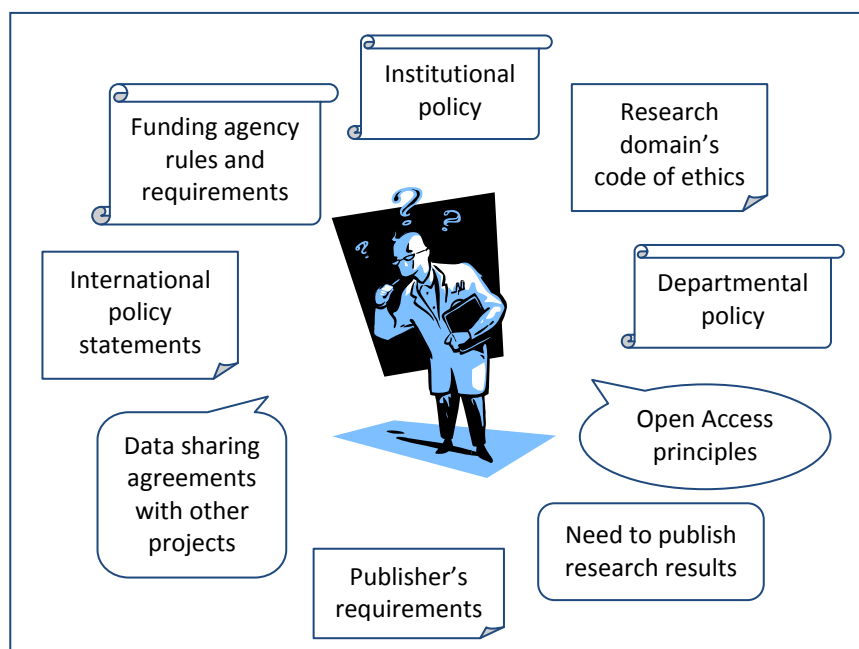 Institutional
policy
Funding agency
rules and
requirements
Research
domain’s
code of ethics
International
policy
statements
Departmental
policy
Data sharing
agreements
with other
projects
Open Access
principles
Need to publish
research results
Publisher’s
requirements
? ? ?